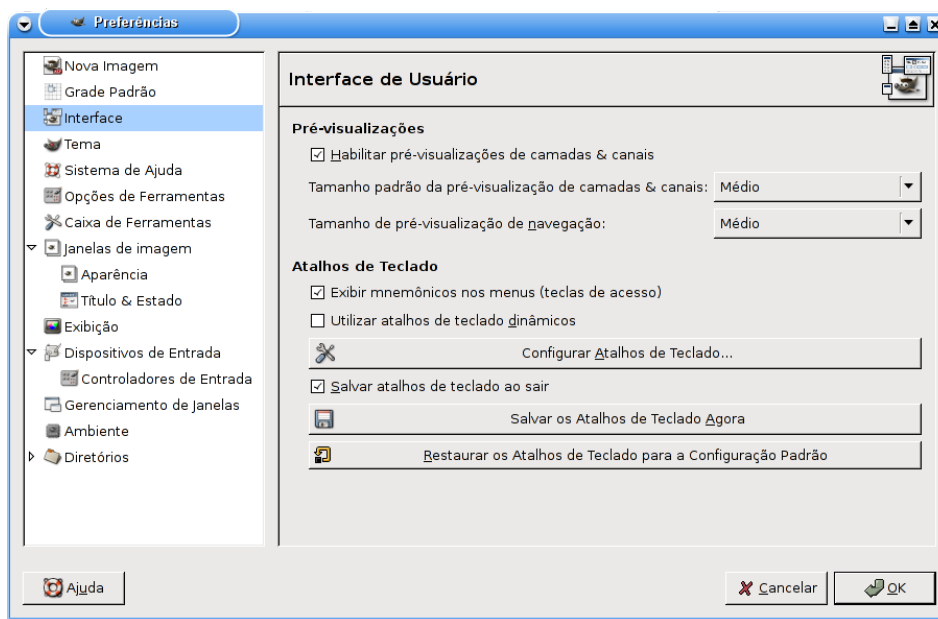 Preferências
Nova Imagem
Grade Padrão
Interface
Tema
Sistema de Ajuda
Opções de Ferramentas
Caixa de Ferramentas
Janelas de imagem
Aparência
Título & Estado
Exibição
Dispositivos de Entrada
Controladores de Entrada
Gerenciamento de Janelas
Ambiente
Diretórios
Interface de Usuário
Pré-visualizações
Habilitar pré-visualizações de camadas & canais
Tamanho padrão da pré-visualização de camadas & canais: Médio
Tamanho de pré-visualização de navegação: Médio
Atalhos de Teclado
Exibir mnemônicos nos menus (teclas de acesso)
Utilizar atalhos de teclado dinâmicos
Configurar Atalhos de Teclado...
Salvar atalhos de teclado ao sair
Salvar os Atalhos de Teclado Agora
Restaurar os Atalhos de Teclado para a Configuração Padrão
Ajuda
Cancelar
OK